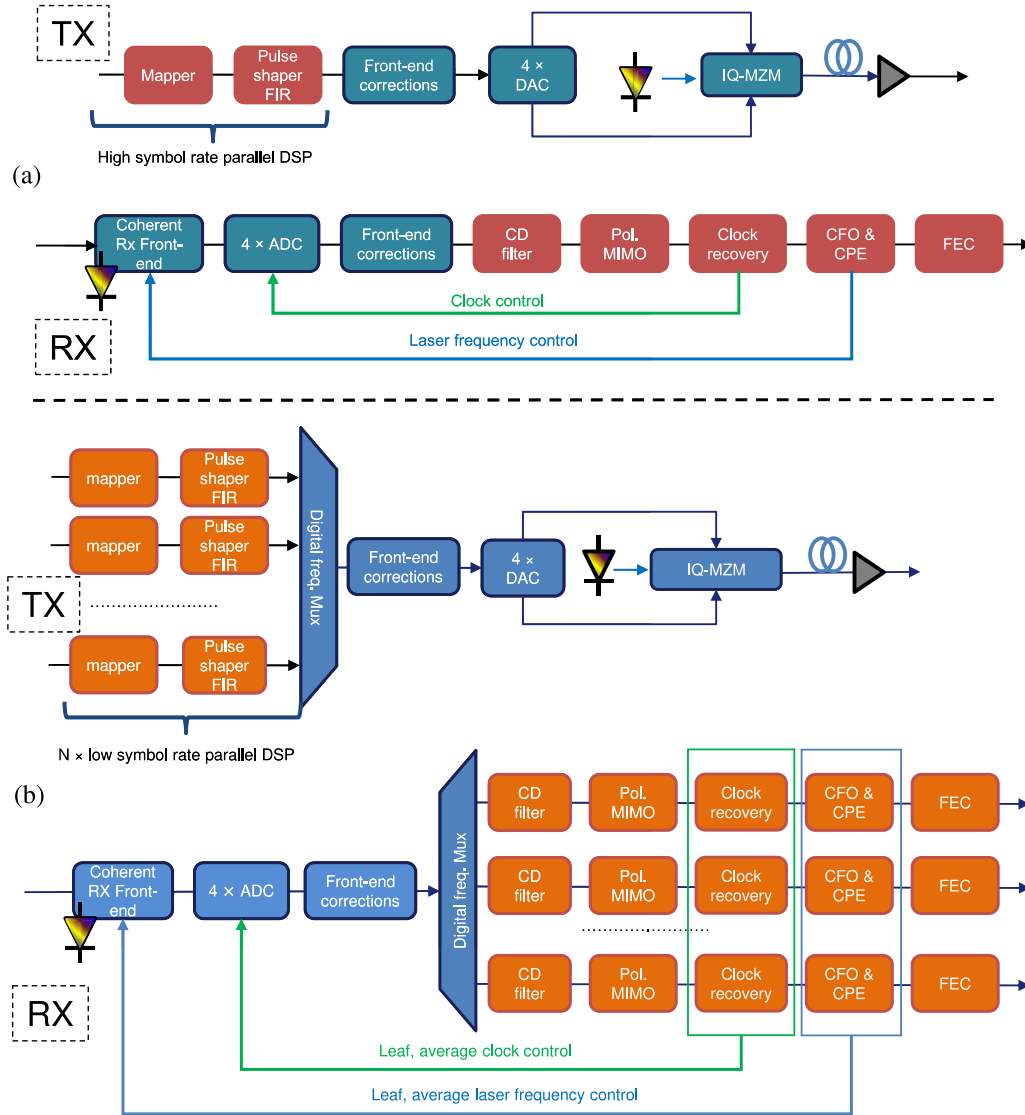 TX
Mapper
Pulse
shaper
FIR
Front-end
corrections
4 ×
DAC
IQ-MZM
High symbol rate parallel DSP
(a)
Coherent
Rx Front-
end
4 × ADC
Front-end
corrections
CD
filter
Pol.
MIMO
Clock
recovery
CFO &
CPE
FEC
Clock control
Laser frequency control
RX
mapper
Pulse
shaper
FIR
mapper
Pulse
shaper
FIR
TX
mapper
Pulse
shaper
FIR
Digital freq. Mux
Front-end
corrections
4 ×
DAC
IQ-MZM
N × low symbol rate parallel DSP
(b)
Coherent
RX Front-
end
4 × ADC
Front-end
corrections
Digital freq. Mux
CD
filter
Pol.
MIMO
Clock
recovery
CFO &
CPE
FEC
CD
filter
Pol.
MIMO
Clock
recovery
CFO &
CPE
FEC
CD
filter
Pol.
MIMO
Clock
recovery
CFO &
CPE
FEC
RX
Leaf, average clock control
Leaf, average laser frequency control